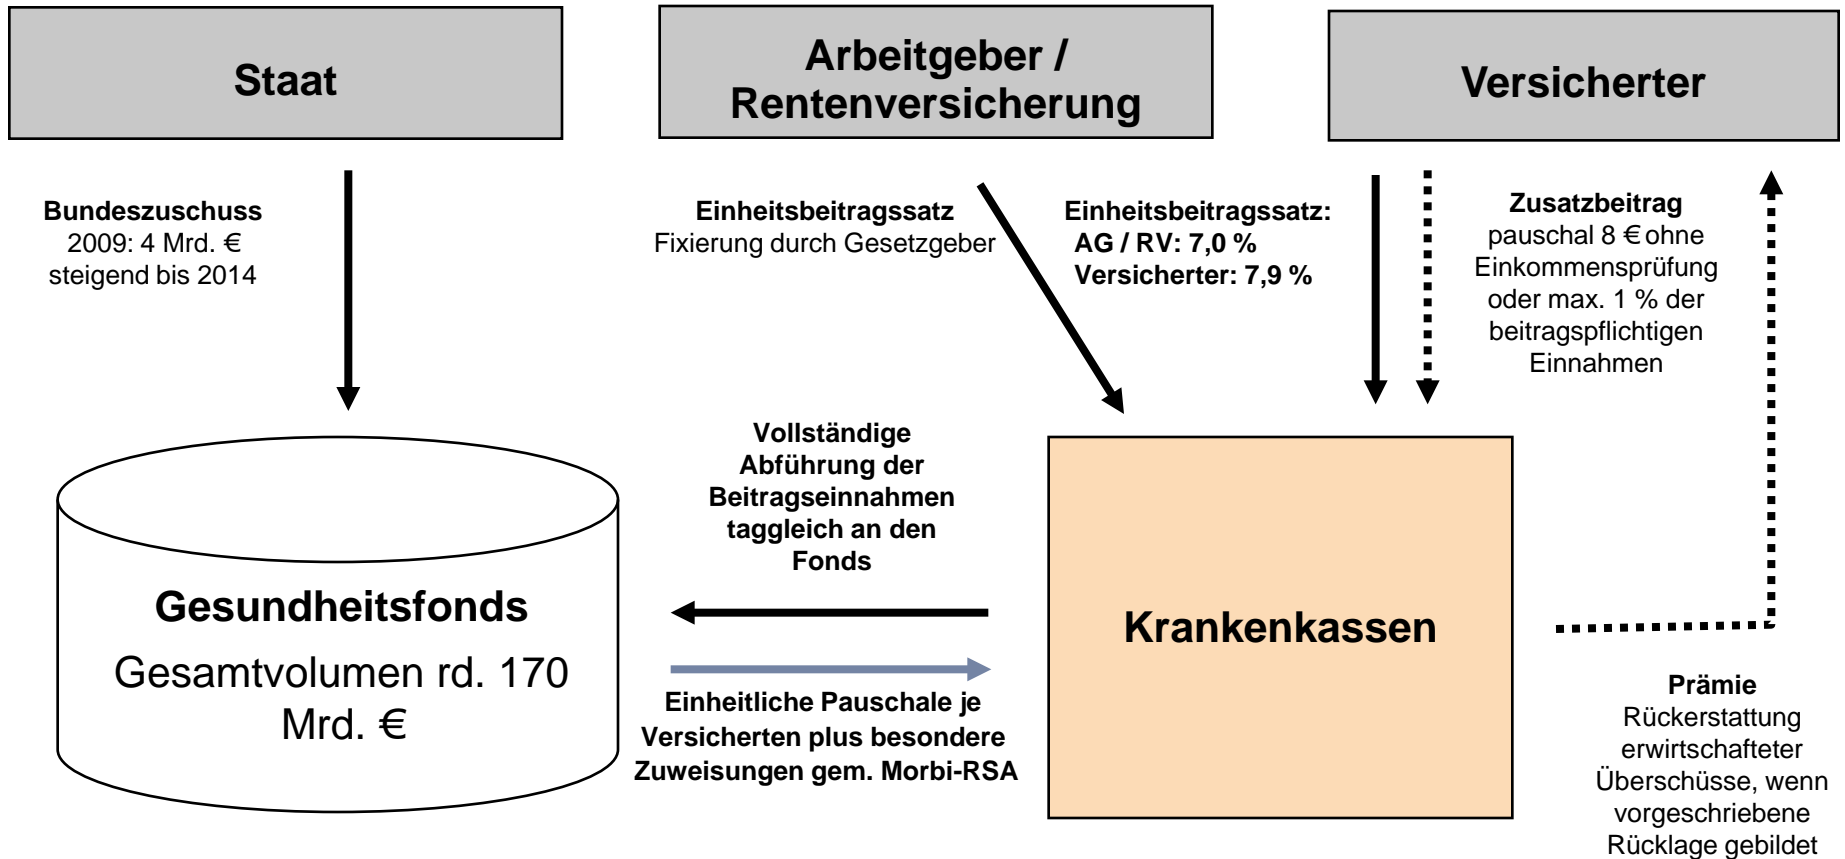 Staat
Arbeitgeber /
Rentenversicherung
Versicherter
Bundeszuschuss
2009: 4 Mrd. €
steigend bis 2014
Einheitsbeitragssatz
Fixierung durch Gesetzgeber
Einheitsbeitragssatz:
AG / RV: 7,0 %
Versicherter: 7,9 %
Zusatzbeitrag
pauschal 8 € ohne
Einkommensprüfung
oder max. 1 % der
beitragspflichtigen
Einnahmen
Vollständige
Abführung der
Beitragseinnahmen
taggleich an den
Fonds
Gesundheitsfonds
Gesamtvolumen rd. 170
Mrd. €
Krankenkassen
Einheitliche Pauschale je
Versicherten plus besondere
Zuweisungen gem. Morbi-RSA
Prämie
Rückerstattung
erwirtschafteter
Überschüsse, wenn
vorgeschriebene
Rücklage gebildet